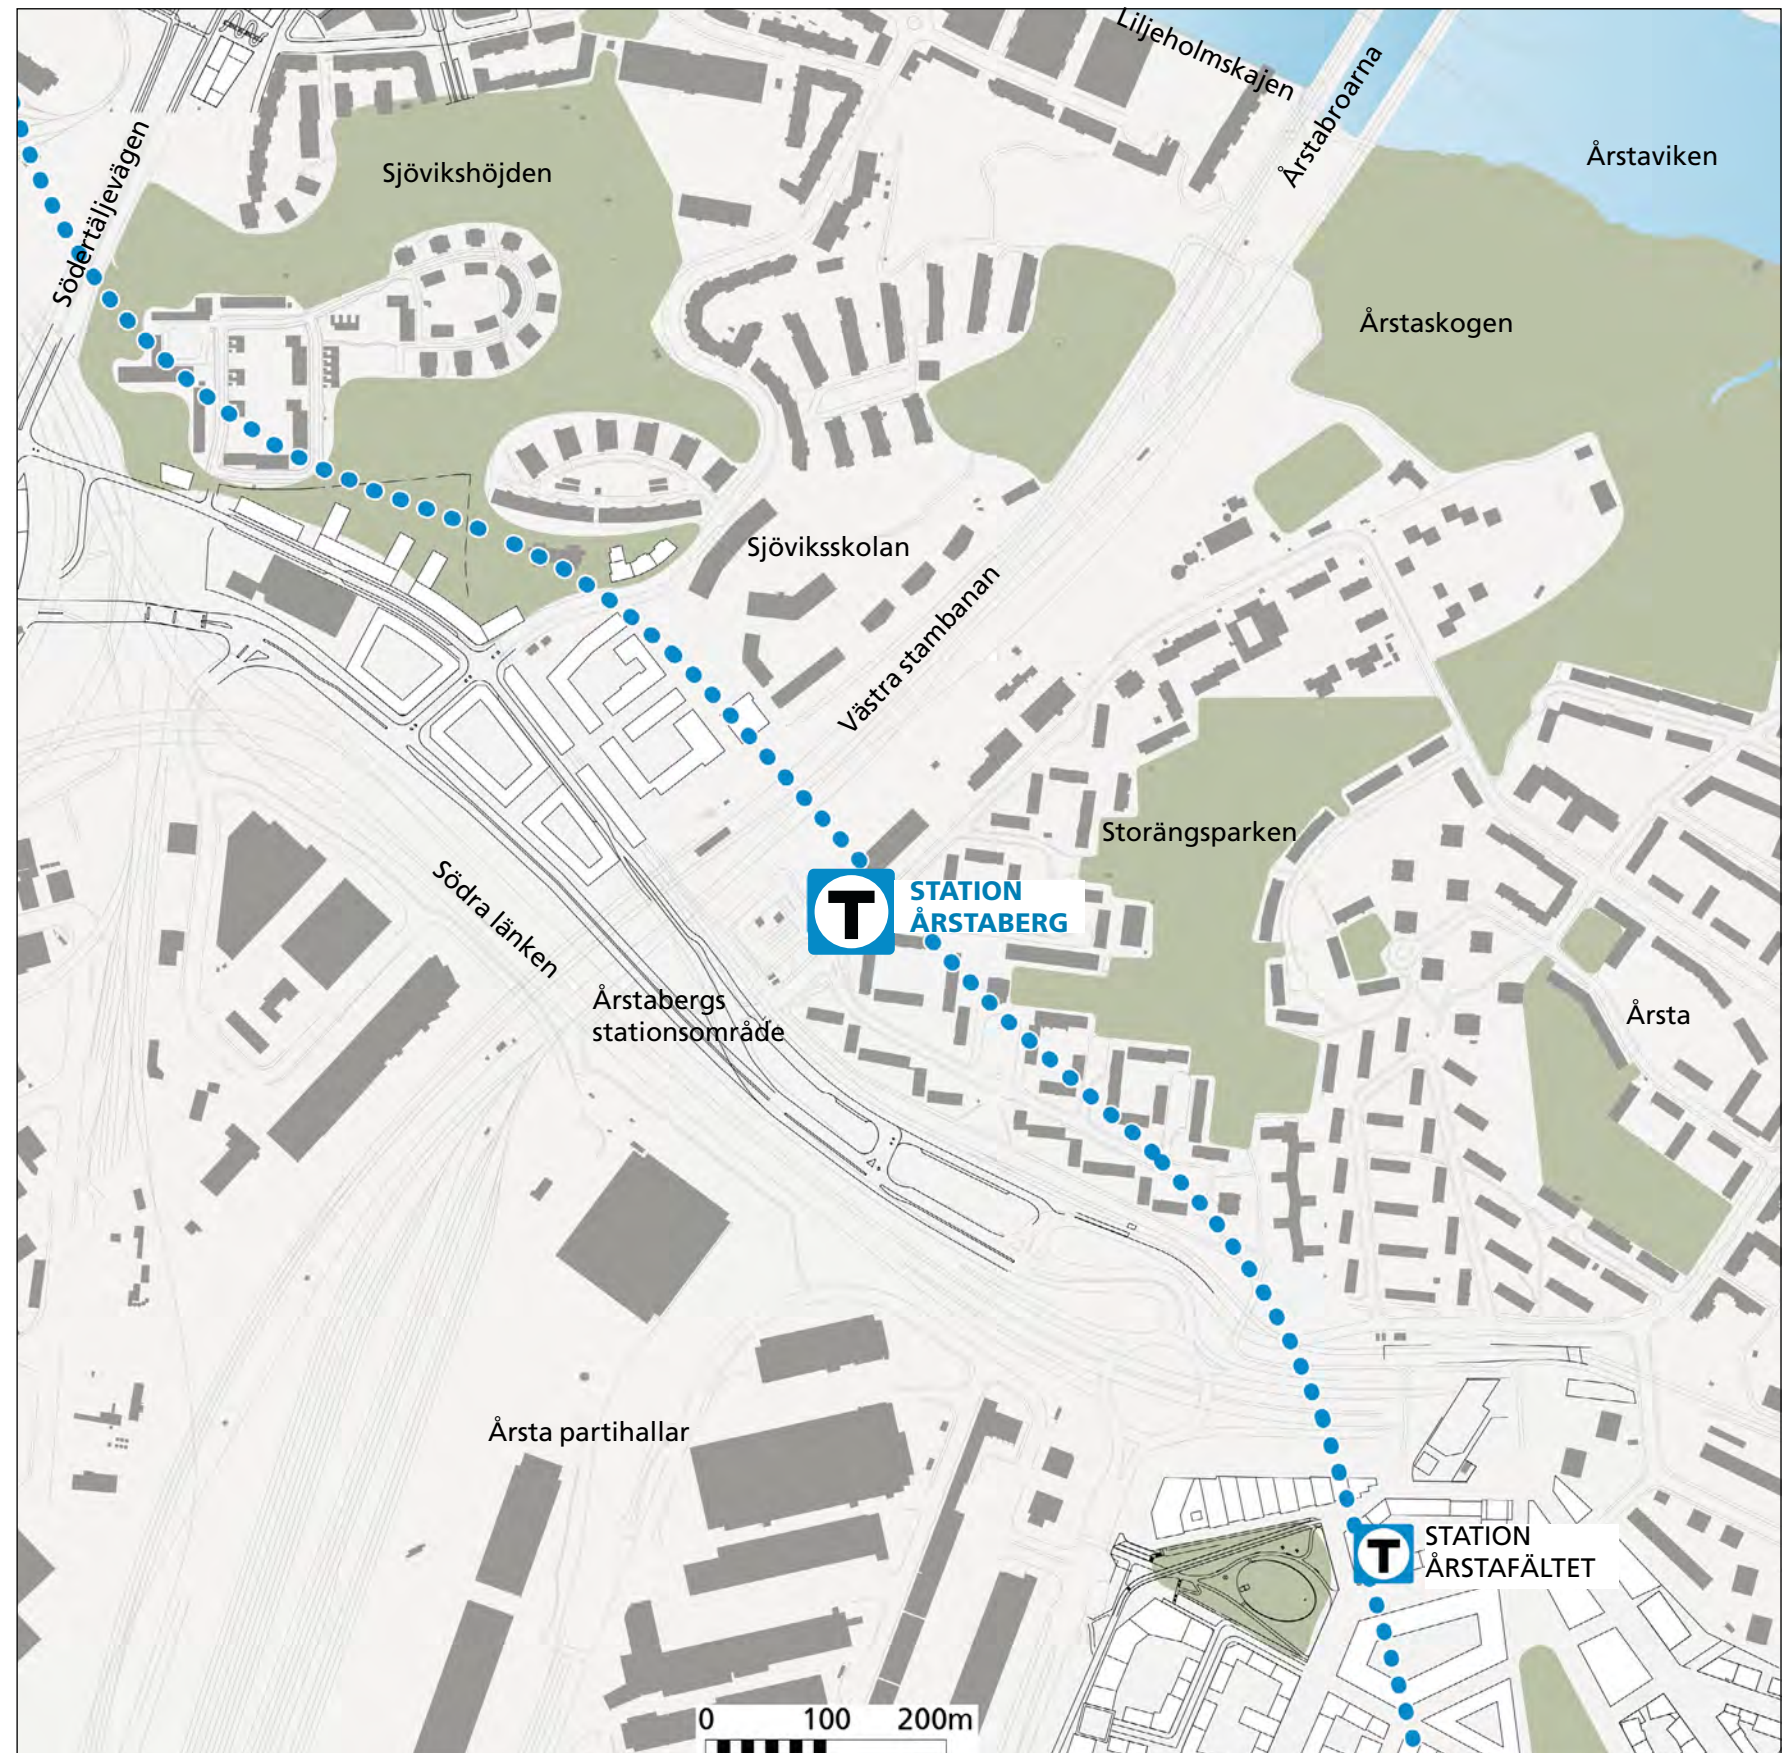 Liljeholmskajen
Årstabroarna
Årstaviken
Södertäljevägen
Sjövikshöjden
Årstaskogen
Sjöviksskolan
Västra stambanan
Storängsparken
Södra länken
T
STATION
ÅRSTABERG
Årstabergs
stationsområde
Årsta
Årsta partihallar
T
STATION
ÅRSTAFÄLTET
0 100 200m